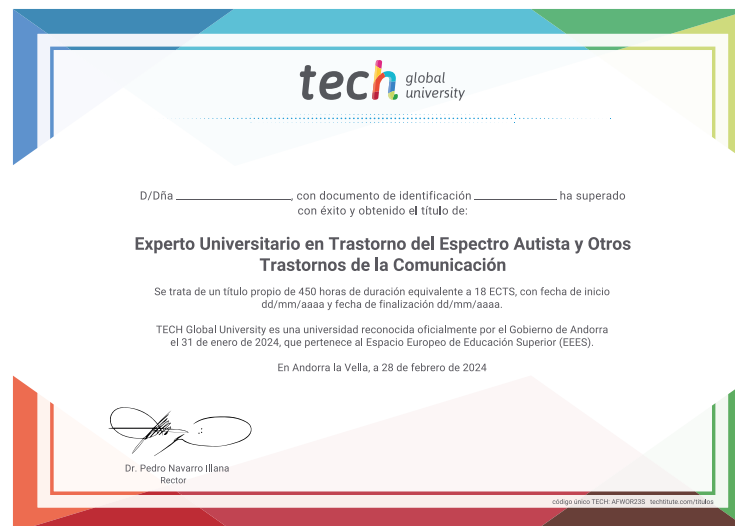 tech global university
D/Dña ____________________, con documento de identificación ______________ ha superado
con éxito y obtenido el título de:
Experto Universitario en Trastorno del Espectro Autista y Otros
Trastornos de la Comunicación
Se trata de un título propio de 450 horas de duración equivalente a 18 ECTS, con fecha de inicio
dd/mm/aaaa y fecha de finalización dd/mm/aaaa.
TECH Global University es una universidad reconocida oficialmente por el Gobierno de Andorra
el 31 de enero de 2024, que pertenece al Espacio Europeo de Educación Superior (EEES).
En Andorra la Vella, a 28 de febrero de 2024
Dr. Pedro Navarro Illana
Rector
código único TECH: AFWOR23S techtitute.com/titulos